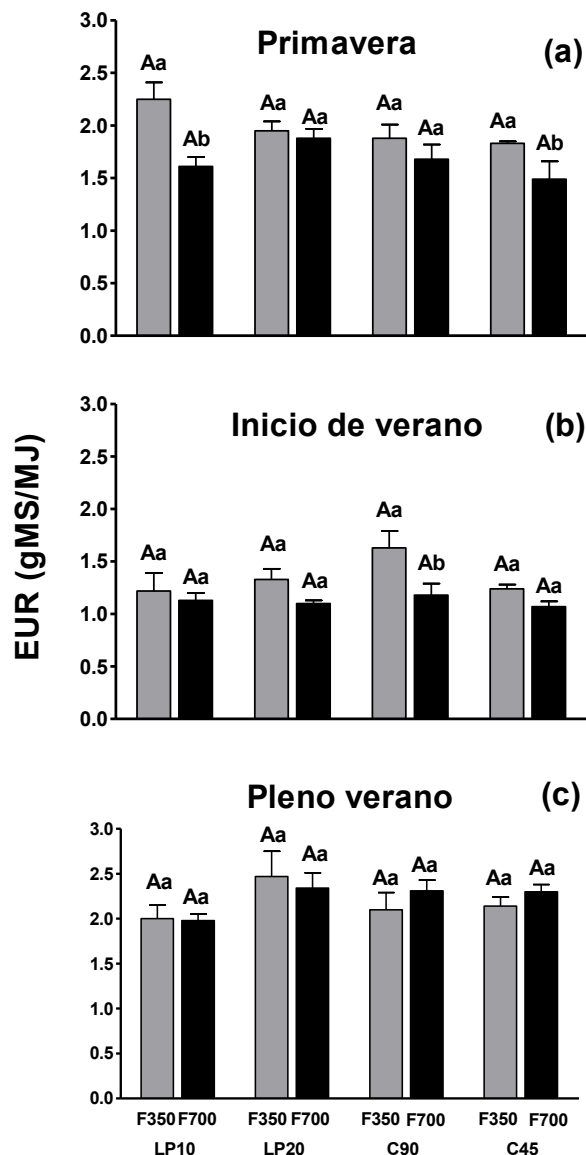 Primavera (a)
3.0
2.5
2.0
1.5
1.0
0.5
0.0
Aa Ab Aa Aa Aa Aa Aa Ab
EUR (gMS/MJ)
Inicio de verano (b)
3.0
2.5
2.0
1.5
1.0
0.5
0.0
Aa Aa Aa Aa Aa Ab Aa Aa
Pleno verano (c)
3.0
2.5
2.0
1.5
1.0
0.5
0.0
Aa Aa Aa Aa Aa Aa Aa Aa
F350 F700 F350 F700 F350 F700 F350 F700
LP10 LP20 C90 C45